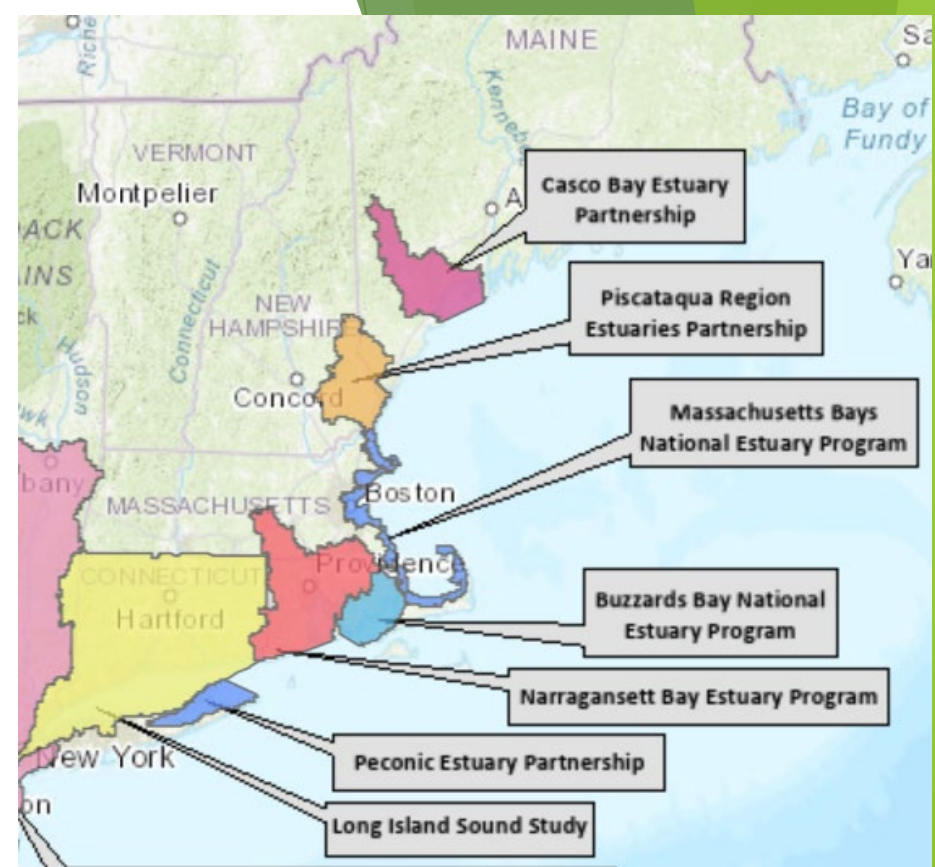 MAINE
Bay of
Fundy
VERMONT
Montpelier
Connecticut
NEW
HAMPSHIR
Concord
Hudson
Casco Bay Estuary
Partnership
Piscataqua Region
Estuaries Partnership
Massachusetts Bays
National Estuary Program
MASSACHUSETTS
Boston
Providence
CONNECTICUT
Hartford
Buzzards Bay National
Estuary Program
Narragansett Bay Estuary Program
New York
Peconic Estuary Partnership
Long Island Sound Study